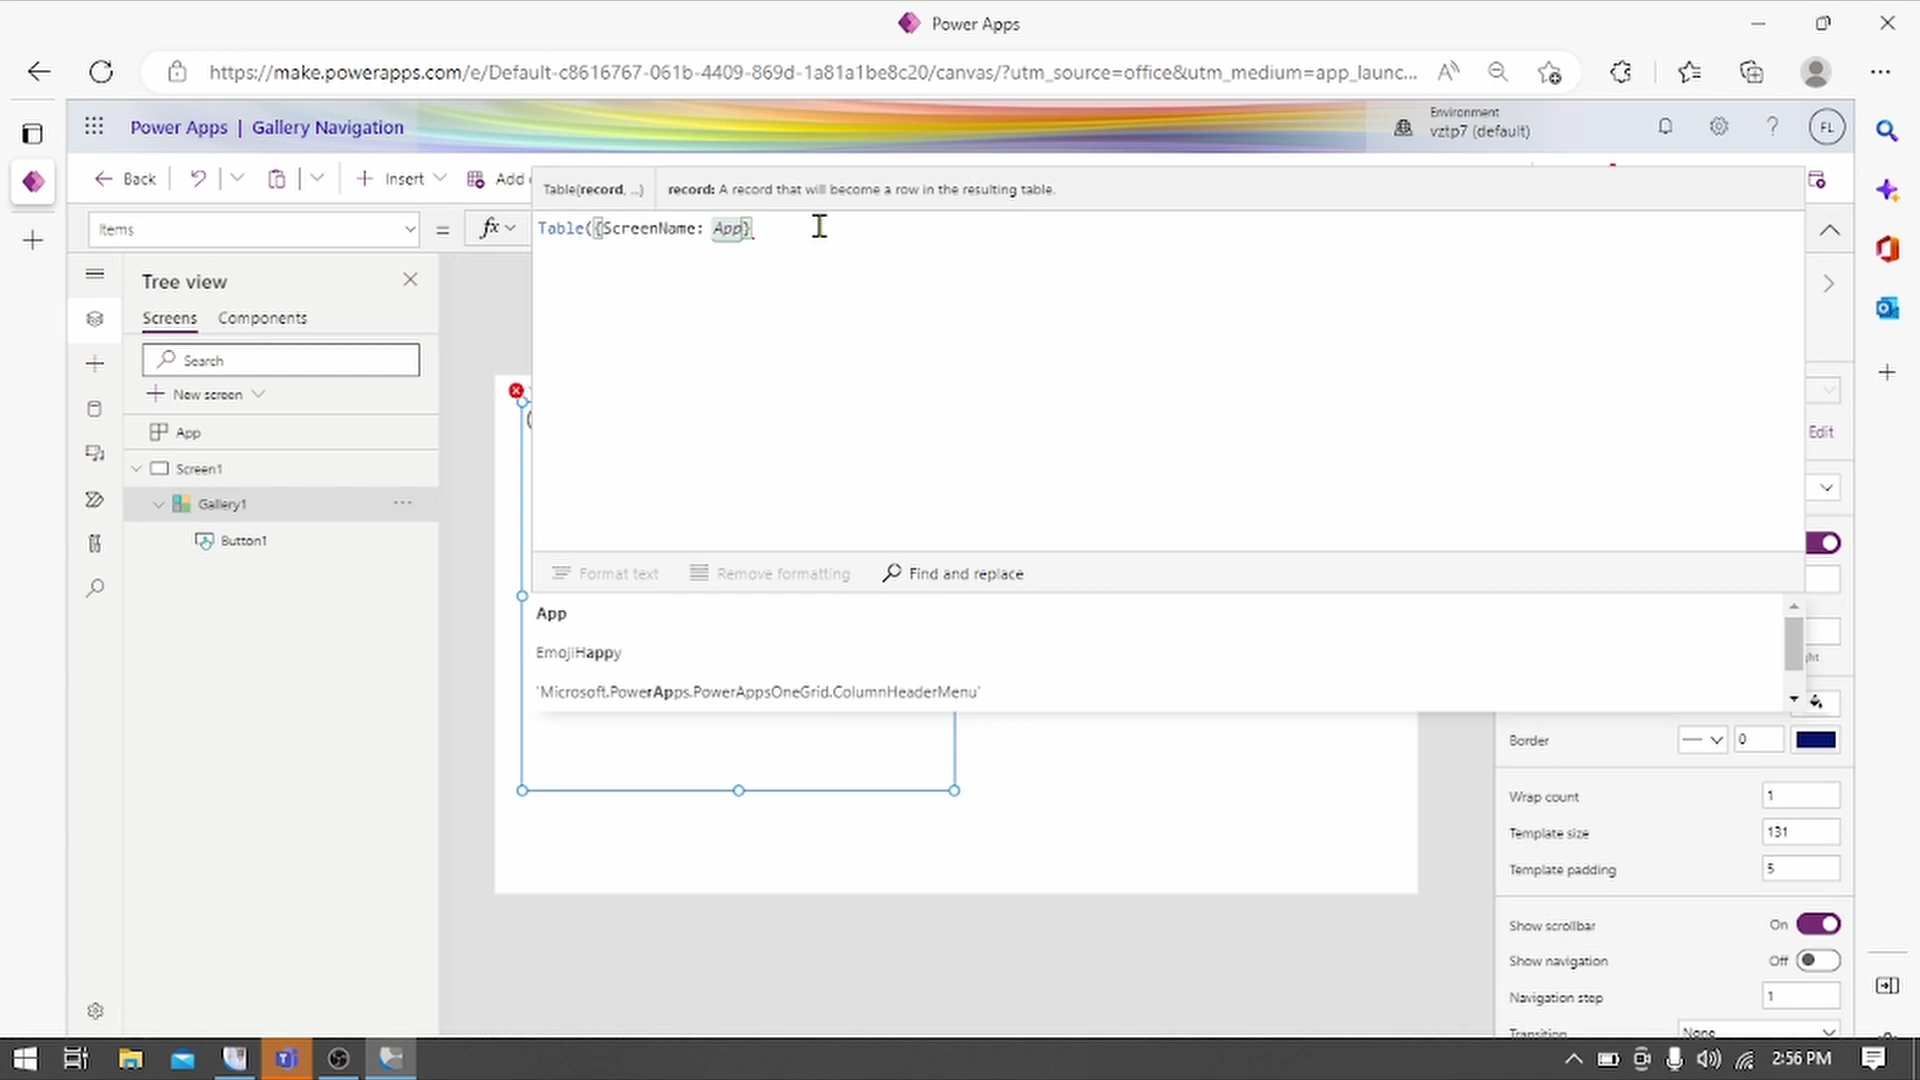 Power Apps
https://make.powerapps.com/e/Default-c8616767-061b-4409-869d-1a81a1be8c20/canvas/?utm_source=office&utm_medium=app_launc...
Power Apps | Gallery Navigation
Environment
vztp7 (default)
FL
Back
Insert
Add
Table(record, ...)
record: A record that will become a row in the resulting table.
Items
=
fx
Table({ScreenName: App}
Tree view
Screens
Components
Search
New screen
App
Screen1
Gallery1
Button1
Edit
Format text
Remove formatting
Find and replace
App
EmojiHappy
'Microsoft.PowerApps.PowerAppsOneGrid.ColumnHeaderMenu'
Border
0
Wrap count
1
Template size
131
Template padding
5
Show scrollbar
On
Show navigation
Off
Navigation step
1
Transition
None
2:56 PM